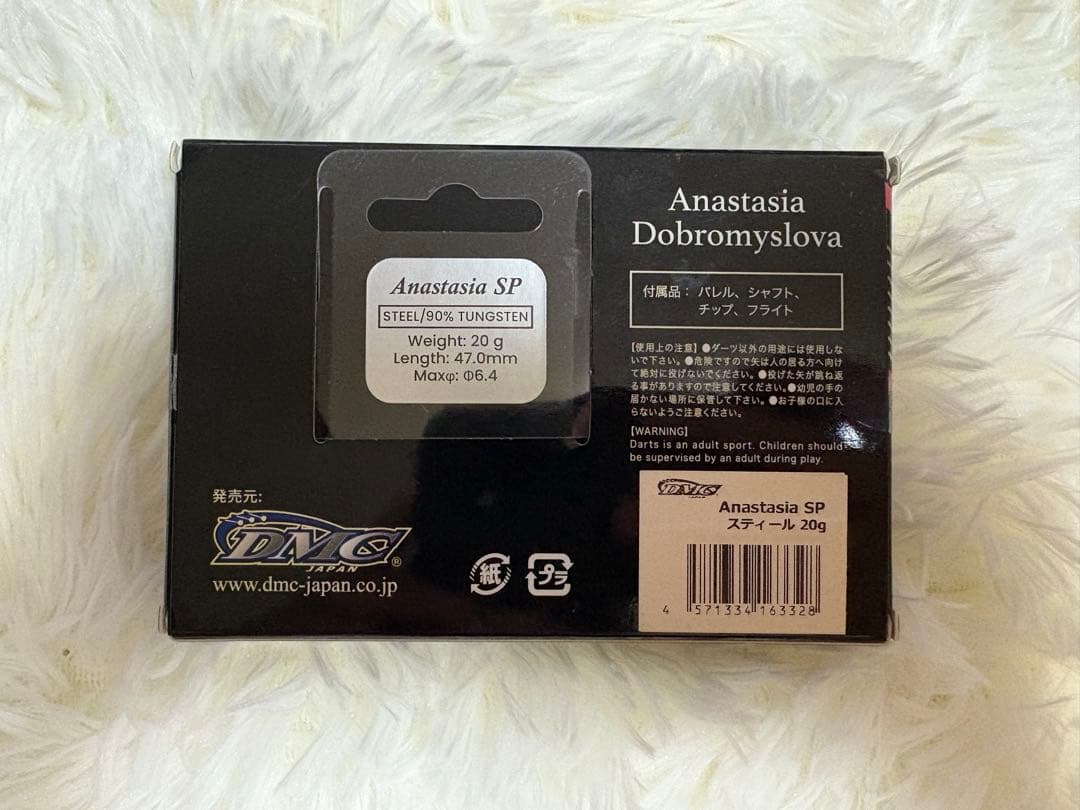 Anastasia SP
STEEL/90% TUNGSTEN
Weight: 20 g
Length: 47.0mm
Maxφ: Φ6.4
Anastasia
Dobromyslova
付属品： バレル、シャフト、
チップ、フライト
【使用上の注意】●ダーツ以外の用途には使用しな
いで下さい。●危険ですので矢は人の居る方へ向け
て絶対に投げないでください。●投げた矢が跳ね返
る事がありますので注意してください。●幼児の手の
届かない場所に保管して下さい。●お子様の口に入
らないようご注意ください。
【WARNING】
Darts is an adult sport. Children should
be supervised by an adult during play.
発売元:
DMC
JAPAN
®
www.dmc-japan.co.jp
紙
プラ
DMC
JAPAN
Anastasia SP
スティール 20g
4 571334 163328